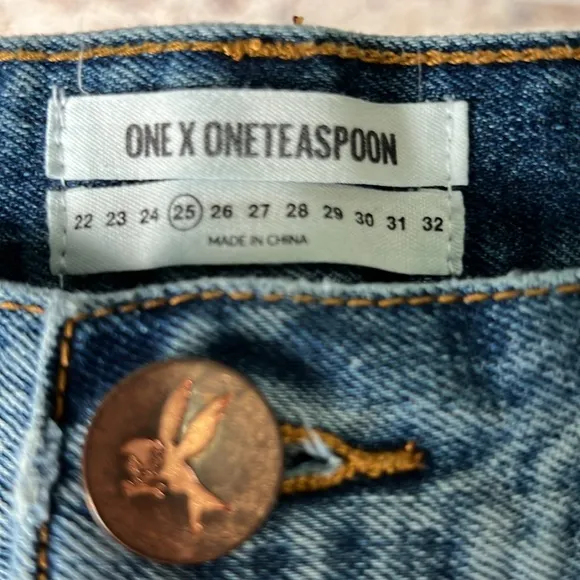 ONE X ONETEASPOON
22 23 24 25 26 27 28 29 30 31 32
MADE IN CHINA